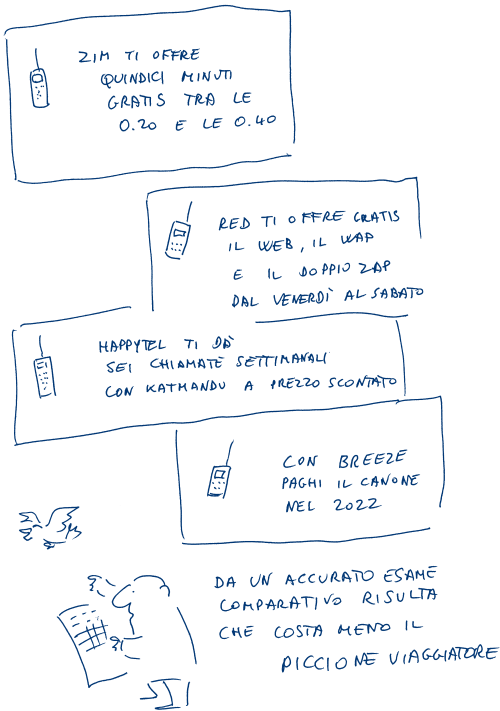 ZIM TI OFFRE
QUINDICI MINUTI
GRATIS TRA LE
0.20 E LE 0.40
RED TI OFFRE GRATIS
IL WEB, IL WAP
E IL DOPPIO ZAP
DAL VENERDÌ AL SABATO
HAPPYTEL TI DÀ
SEI CHIAMATE SETTIMANALI
CON KATMANDU A PREZZO SCONTATO
CON BREEZE
PAGHI IL CANONE
NEL 2022
DA UN ACCURATO ESAME
COMPARATIVO RISULTA
CHE COSTA MENO IL
PICCIONE VIAGGIATORE